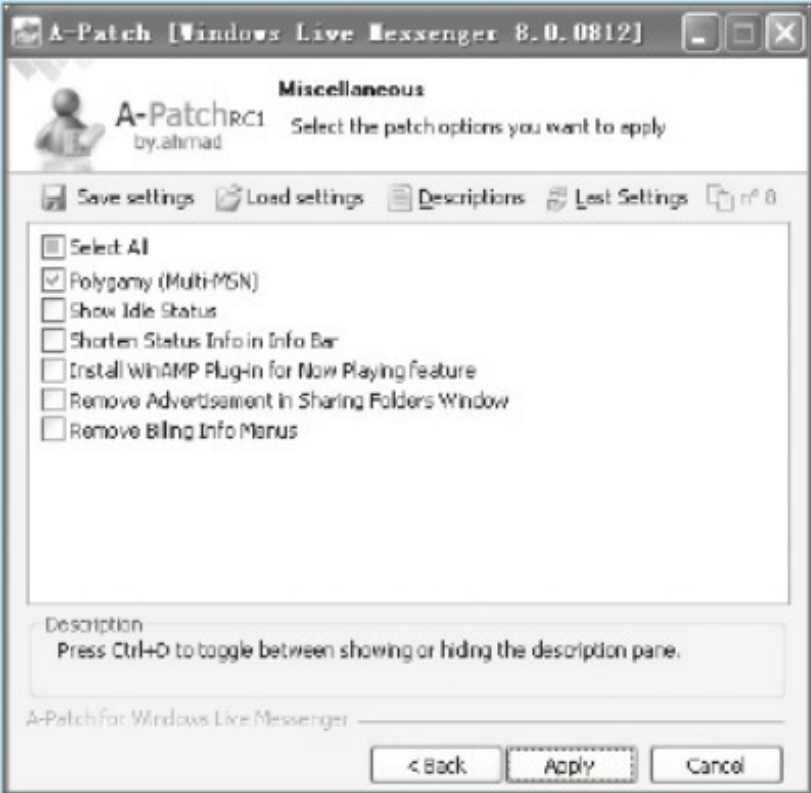 A-Patch [Windows Live Messenger 8.0.0812]
Miscellaneous
A-PatchRC1
by.ahmad
Select the patch options you want to apply
Save settings Load settings Descriptions Last Settings n° 8
Select All
Polygamy (Multi-MSN)
Show Idle Status
Shorten Status Info in Info Bar
Install WinAMP Plug-in for Now Playing feature
Remove Advertisement in Sharing Folders Window
Remove Billing Info Menus
Description
Press Ctrl+D to toggle between showing or hiding the description pane.
A-Patch for Windows Live Messenger
< Back Apply Cancel